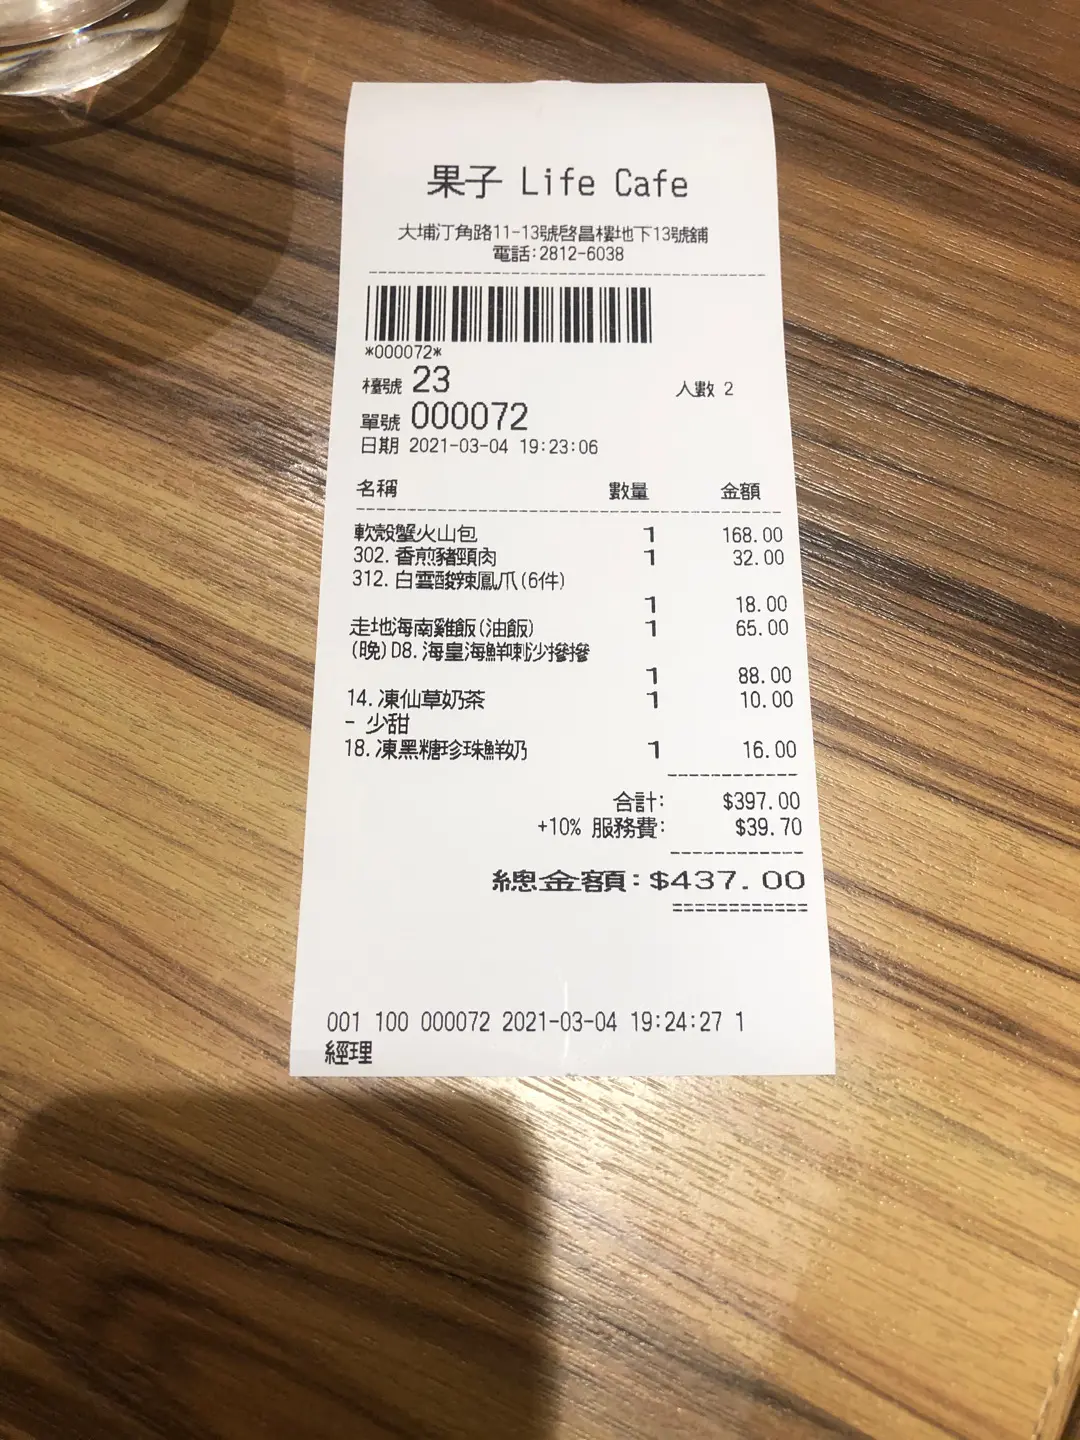 果子 Life Cafe
大埔汀角路11-13號啓昌樓地下13號舖
電話:2812-6038
*000072*
檯號 23 人數 2
單號 000072
日期 2021-03-04 19:23:06
名稱 數量 金額
軟殼蟹火山包 1 168.00
302. 香煎豬頸肉 1 32.00
312. 白雲酸辣鳳爪(6件)
1 18.00
走地海南雞飯(油飯) 1 65.00
(晚)D8. 海皇海鮮喇沙摻摻
1 88.00
14. 凍仙草奶茶 1 10.00
- 少甜
18. 凍黑糖珍珠鮮奶 1 16.00
合計: $397.00
+10% 服務費: $39.70
總金額: $437.00
001 100 000072 2021-03-04 19:24:27 1
經理